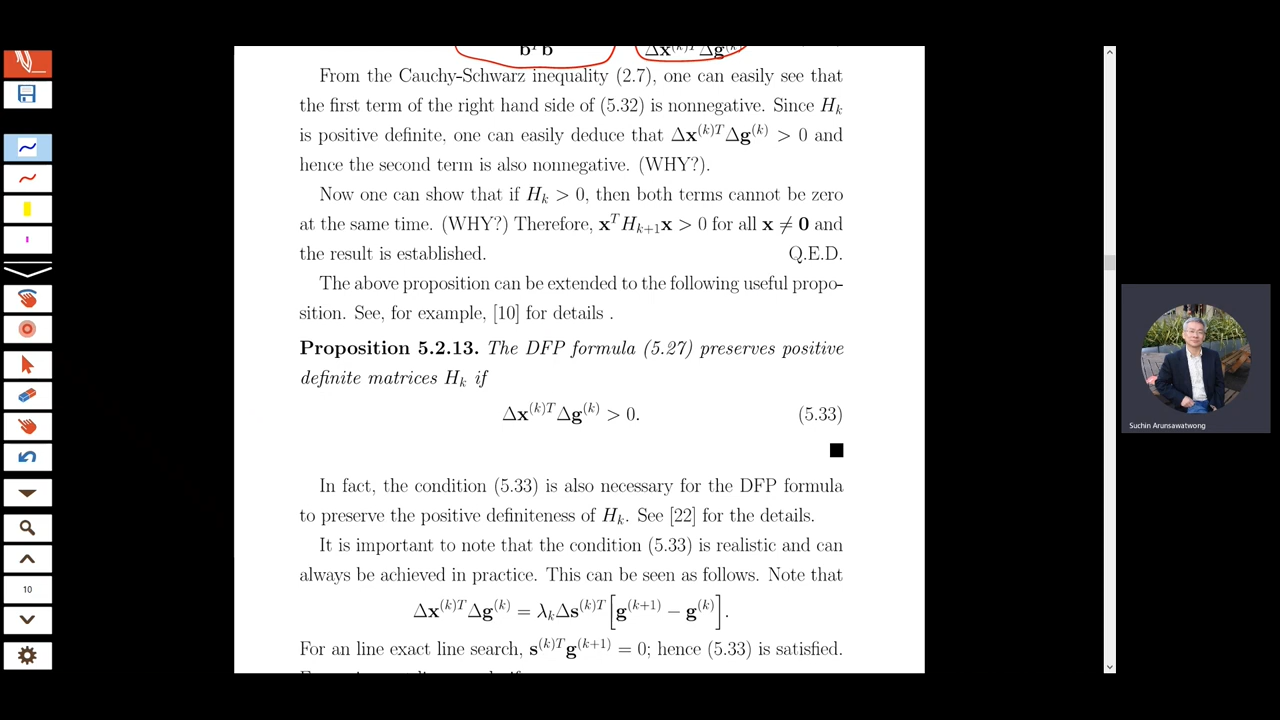 b^T b Δx^{(k)T} Δg^{(k)}
From the Cauchy-Schwarz inequality (2.7), one can easily see that
the first term of the right hand side of (5.32) is nonnegative. Since H_k
is positive definite, one can easily deduce that Δx^{(k)T} Δg^{(k)} > 0 and
hence the second term is also nonnegative. (WHY?).
Now one can show that if H_k > 0, then both terms cannot be zero
at the same time. (WHY?) Therefore, x^T H_{k+1} x > 0 for all x ≠ 0 and
the result is established. Q.E.D.
The above proposition can be extended to the following useful propo-
sition. See, for example, [10] for details .
Proposition 5.2.13. The DFP formula (5.27) preserves positive
definite matrices H_k if
Δx^{(k)T} Δg^{(k)} > 0. (5.33)
■
In fact, the condition (5.33) is also necessary for the DFP formula
to preserve the positive definiteness of H_k. See [22] for the details.
It is important to note that the condition (5.33) is realistic and can
always be achieved in practice. This can be seen as follows. Note that
Δx^{(k)T} Δg^{(k)} = λ_k Δs^{(k)T} [g^{(k+1)} − g^{(k)}].
For an line exact line search, s^{(k)T} g^{(k+1)} = 0; hence (5.33) is satisfied.
10
Suchin Arunsawatwong